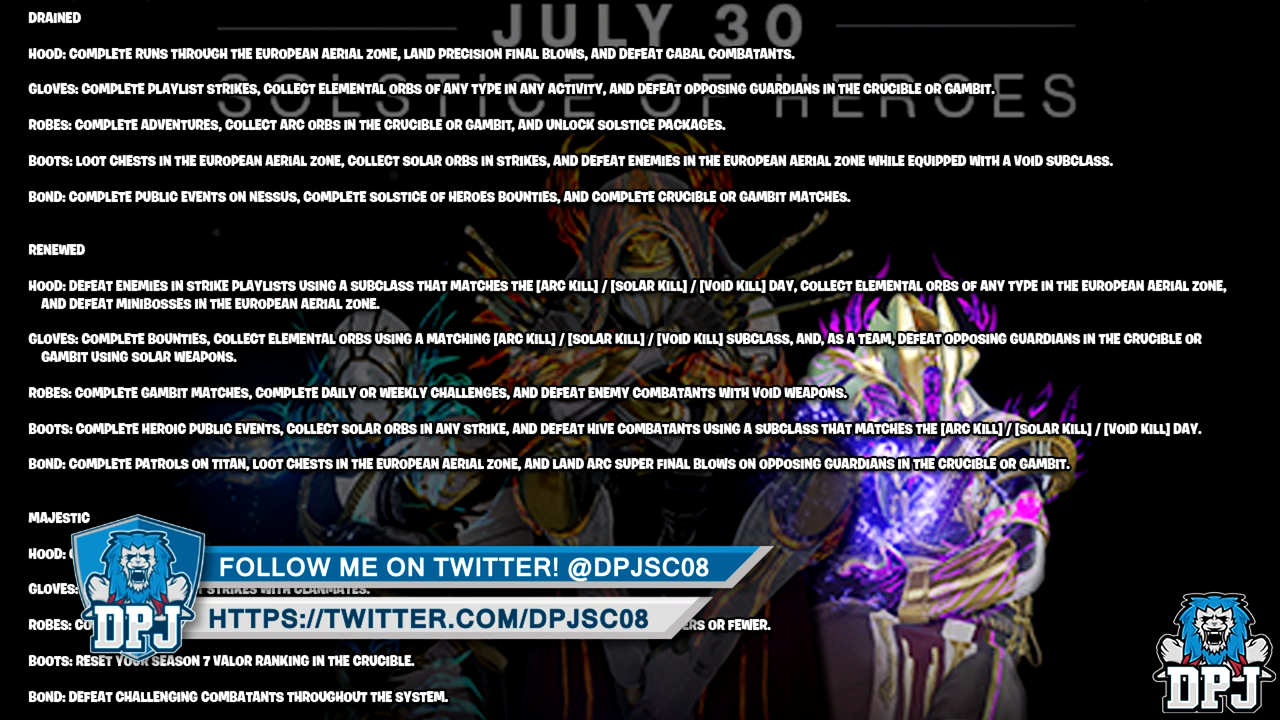 JULY 30
SOLSTICE OF HEROES
DRAINED
HOOD: COMPLETE RUNS THROUGH THE EUROPEAN AERIAL ZONE, LAND PRECISION FINAL BLOWS, AND DEFEAT CABAL COMBATANTS.
GLOVES: COMPLETE PLAYLIST STRIKES, COLLECT ELEMENTAL ORBS OF ANY TYPE IN ANY ACTIVITY, AND DEFEAT OPPOSING GUARDIANS IN THE CRUCIBLE OR GAMBIT.
ROBES: COMPLETE ADVENTURES, COLLECT ARC ORBS IN THE CRUCIBLE OR GAMBIT, AND UNLOCK SOLSTICE PACKAGES.
BOOTS: LOOT CHESTS IN THE EUROPEAN AERIAL ZONE, COLLECT SOLAR ORBS IN STRIKES, AND DEFEAT ENEMIES IN THE EUROPEAN AERIAL ZONE WHILE EQUIPPED WITH A VOID SUBCLASS.
BOND: COMPLETE PUBLIC EVENTS ON NESSUS, COMPLETE SOLSTICE OF HEROES BOUNTIES, AND COMPLETE CRUCIBLE OR GAMBIT MATCHES.
RENEWED
HOOD: DEFEAT ENEMIES IN STRIKE PLAYLISTS USING A SUBCLASS THAT MATCHES THE [ARC KILL] / [SOLAR KILL] / [VOID KILL] DAY, COLLECT ELEMENTAL ORBS OF ANY TYPE IN THE EUROPEAN AERIAL ZONE,
AND DEFEAT MINIBOSSES IN THE EUROPEAN AERIAL ZONE.
GLOVES: COMPLETE BOUNTIES, COLLECT ELEMENTAL ORBS USING A MATCHING [ARC KILL] / [SOLAR KILL] / [VOID KILL] SUBCLASS, AND, AS A TEAM, DEFEAT OPPOSING GUARDIANS IN THE CRUCIBLE OR
GAMBIT USING SOLAR WEAPONS.
ROBES: COMPLETE GAMBIT MATCHES, COMPLETE DAILY OR WEEKLY CHALLENGES, AND DEFEAT ENEMY COMBATANTS WITH VOID WEAPONS.
BOOTS: COMPLETE HEROIC PUBLIC EVENTS, COLLECT SOLAR ORBS IN ANY STRIKE, AND DEFEAT HIVE COMBATANTS USING A SUBCLASS THAT MATCHES THE [ARC KILL] / [SOLAR KILL] / [VOID KILL] DAY.
BOND: COMPLETE PATROLS ON TITAN, LOOT CHESTS IN THE EUROPEAN AERIAL ZONE, AND LAND ARC SUPER FINAL BLOWS ON OPPOSING GUARDIANS IN THE CRUCIBLE OR GAMBIT.
MAJESTIC
HOOD:
GLOVES: STRIKES WITH CLANMATES.
ROBES: OR FEWER.
BOOTS: RESET YOUR SEASON 7 VALOR RANKING IN THE CRUCIBLE.
BOND: DEFEAT CHALLENGING COMBATANTS THROUGHOUT THE SYSTEM.
FOLLOW ME ON TWITTER! @DPJSC08
HTTPS://TWITTER.COM/DPJSC08
DPJ
DPJ